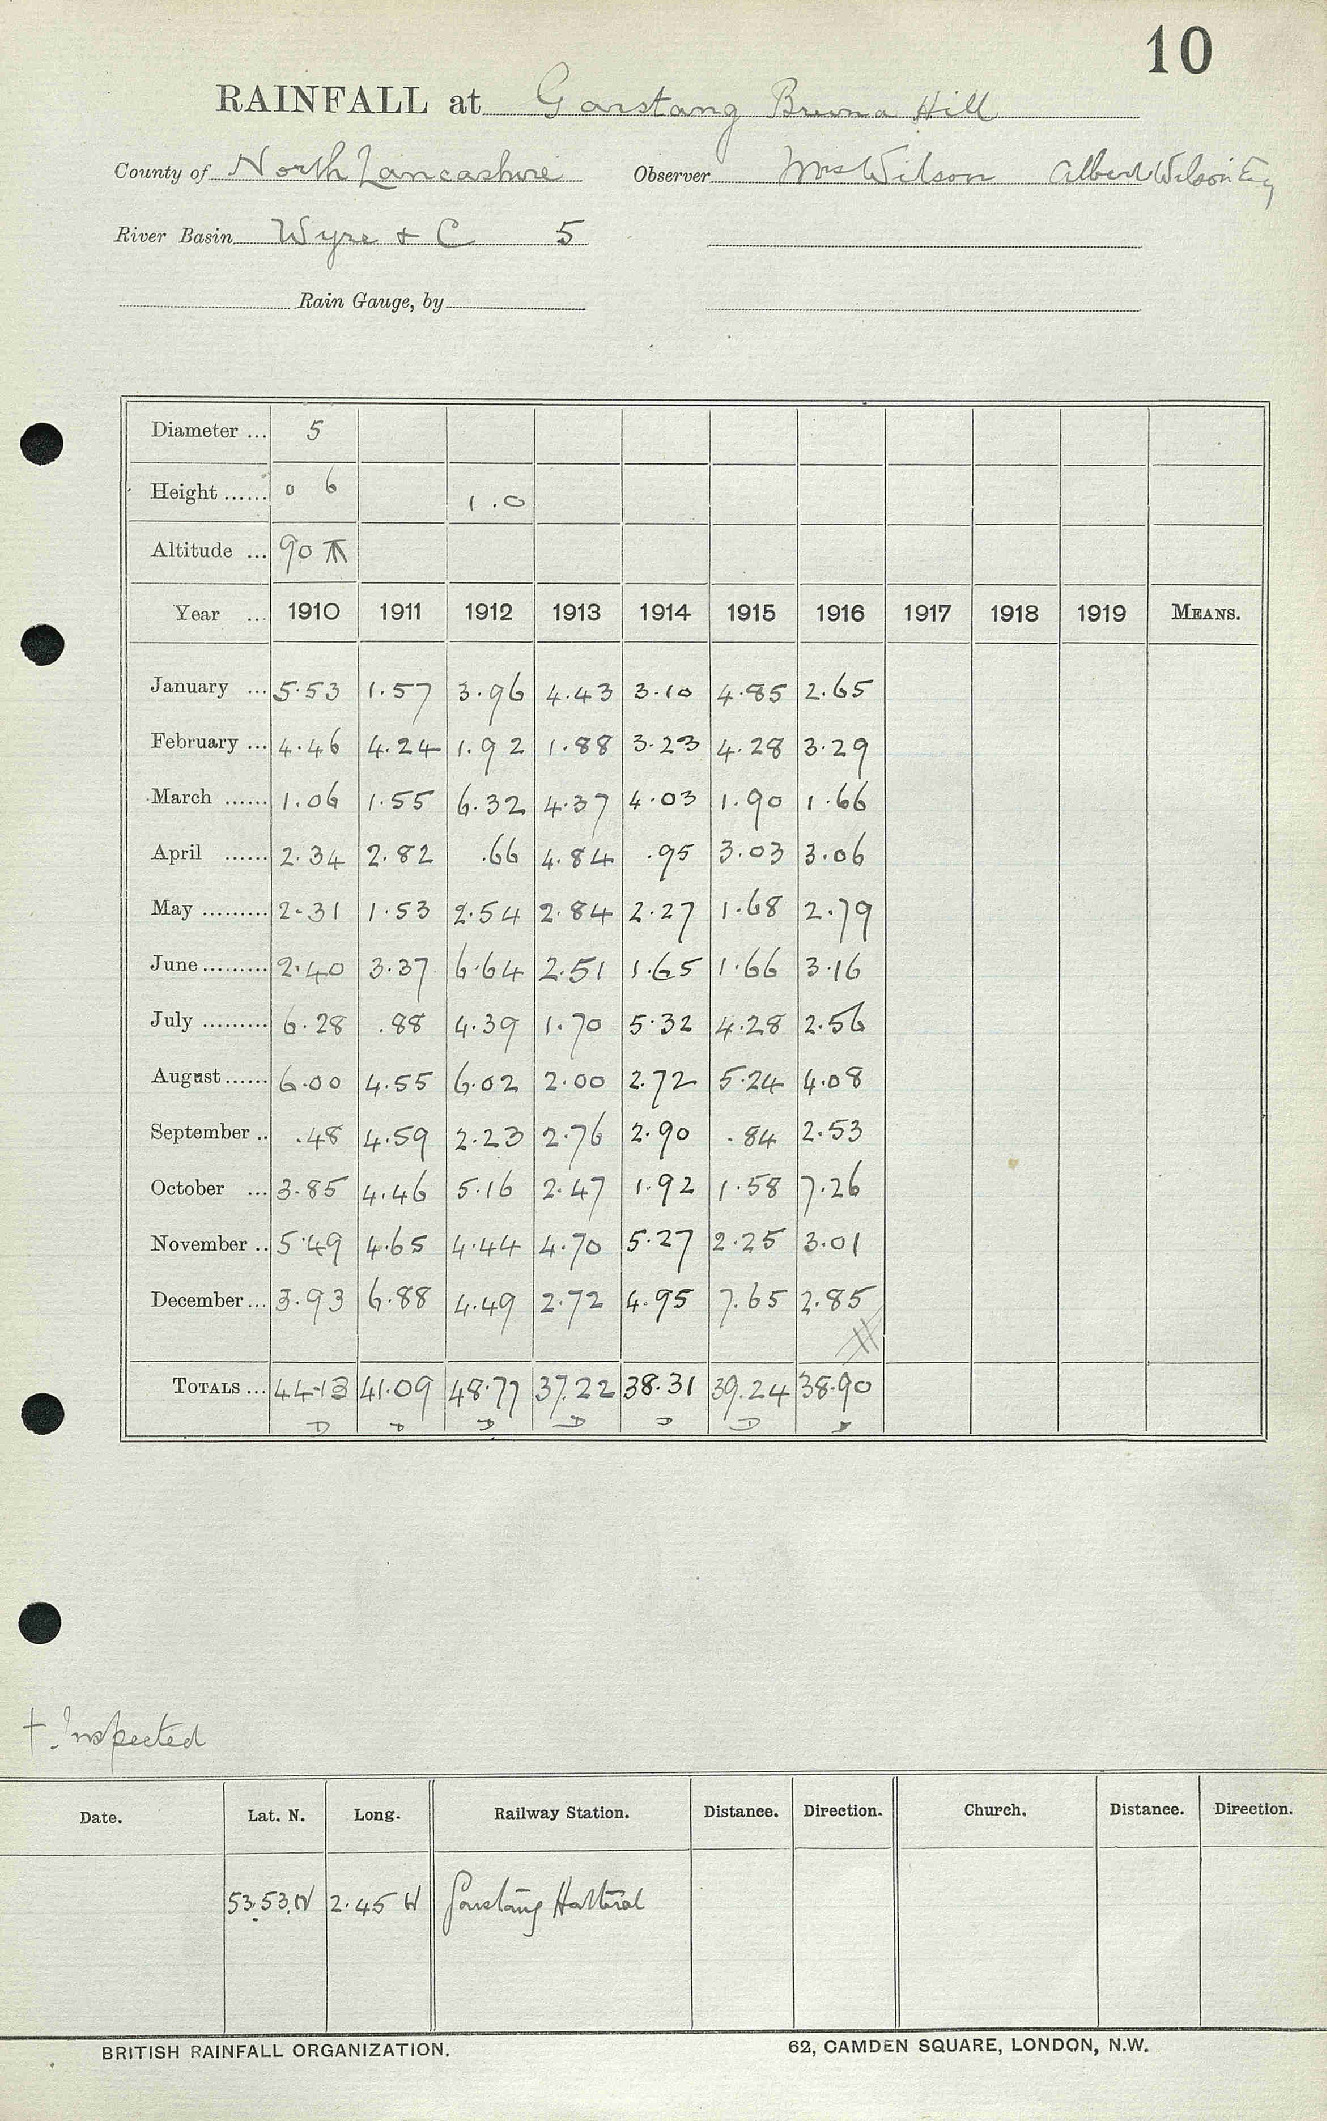 10
RAINFALL at Garstang Bruna Hill
County of North Lancashire Observer Mrs Wilson Albert Wilson Esq
River Basin Wyre + C 5
Rain Gauge, by
Diameter ... 5
Height ...... 0 6 1.0
Altitude ... 90
Year ... 1910 1911 1912 1913 1914 1915 1916 1917 1918 1919 MEANS.
January ... 5.53 1.57 3.96 4.43 3.10 4.85 2.65
February ... 4.46 4.24 1.92 1.88 3.23 4.28 3.29
March ...... 1.06 1.55 6.32 4.37 4.03 1.90 1.66
April ...... 2.34 2.82 .66 4.84 .95 3.03 3.06
May ......... 2.31 1.53 2.54 2.84 2.27 1.68 2.79
June ......... 2.40 3.37 6.64 2.51 1.65 1.66 3.16
July ......... 6.28 .88 4.39 1.70 5.32 4.28 2.56
August ...... 6.00 4.55 6.02 2.00 2.72 5.24 4.08
September .. .48 4.59 2.23 2.76 2.90 .84 2.53
October ... 3.85 4.46 5.16 2.47 1.92 1.58 7.26
November .. 5.49 4.65 4.44 4.70 5.27 2.25 3.01
December ... 3.93 6.88 4.49 2.72 4.95 7.65 2.85
TOTALS ... 44.13 41.09 48.77 37.22 38.31 39.24 38.90
D D D D D D D
+. Inspected
Date. Lat. N. Long. Railway Station. Distance. Direction. Church. Distance. Direction.
53.53.N 2.45 W Garstang
BRITISH RAINFALL ORGANIZATION. 62, CAMDEN SQUARE, LONDON, N.W.